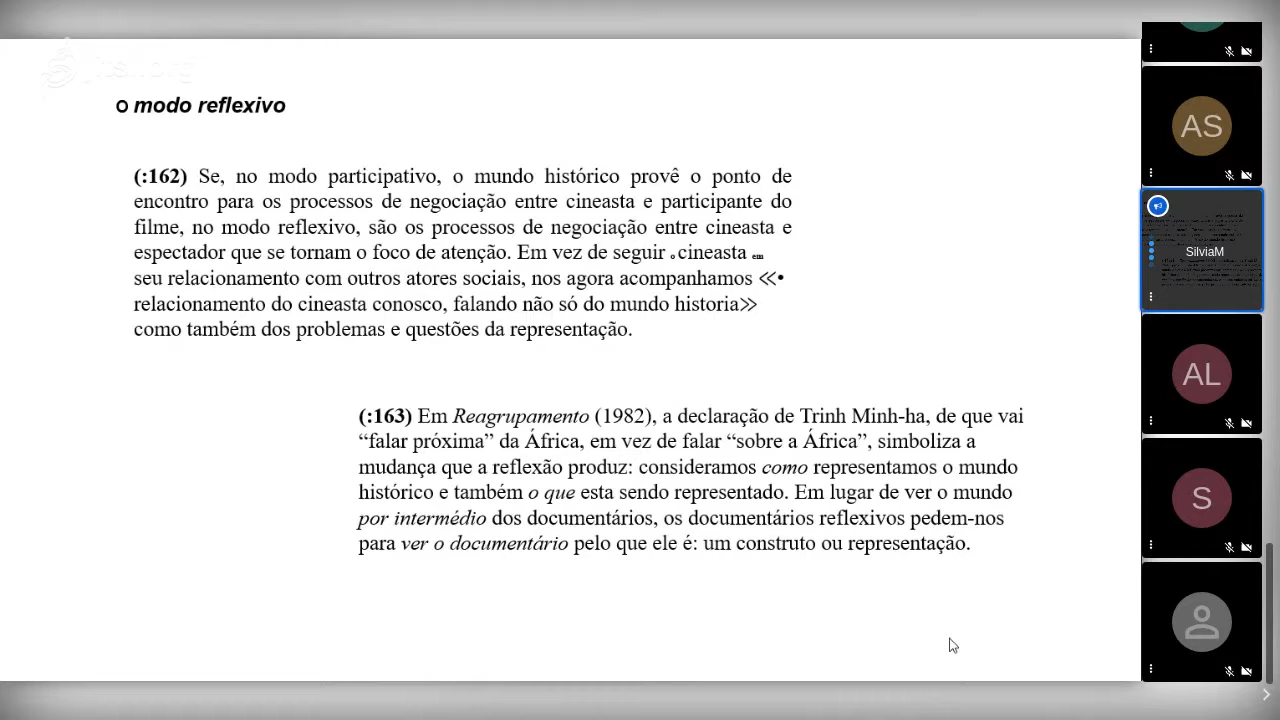 jitsi.org
O modo reflexivo
(:162) Se, no modo participativo, o mundo histórico provê o ponto de
encontro para os processos de negociação entre cineasta e participante do
filme, no modo reflexivo, são os processos de negociação entre cineasta e
espectador que se tornam o foco de atenção. Em vez de seguir o cineasta em
seu relacionamento com outros atores sociais, nos agora acompanhamos ≪•
relacionamento do cineasta conosco, falando não só do mundo historia≫
como também dos problemas e questões da representação.
(:163) Em Reagrupamento (1982), a declaração de Trinh Minh-ha, de que vai
“falar próxima” da África, em vez de falar “sobre a África”, simboliza a
mudança que a reflexão produz: consideramos como representamos o mundo
histórico e também o que esta sendo representado. Em lugar de ver o mundo
por intermédio dos documentários, os documentários reflexivos pedem-nos
para ver o documentário pelo que ele é: um construto ou representação.
AS
SilviaM
AL
S